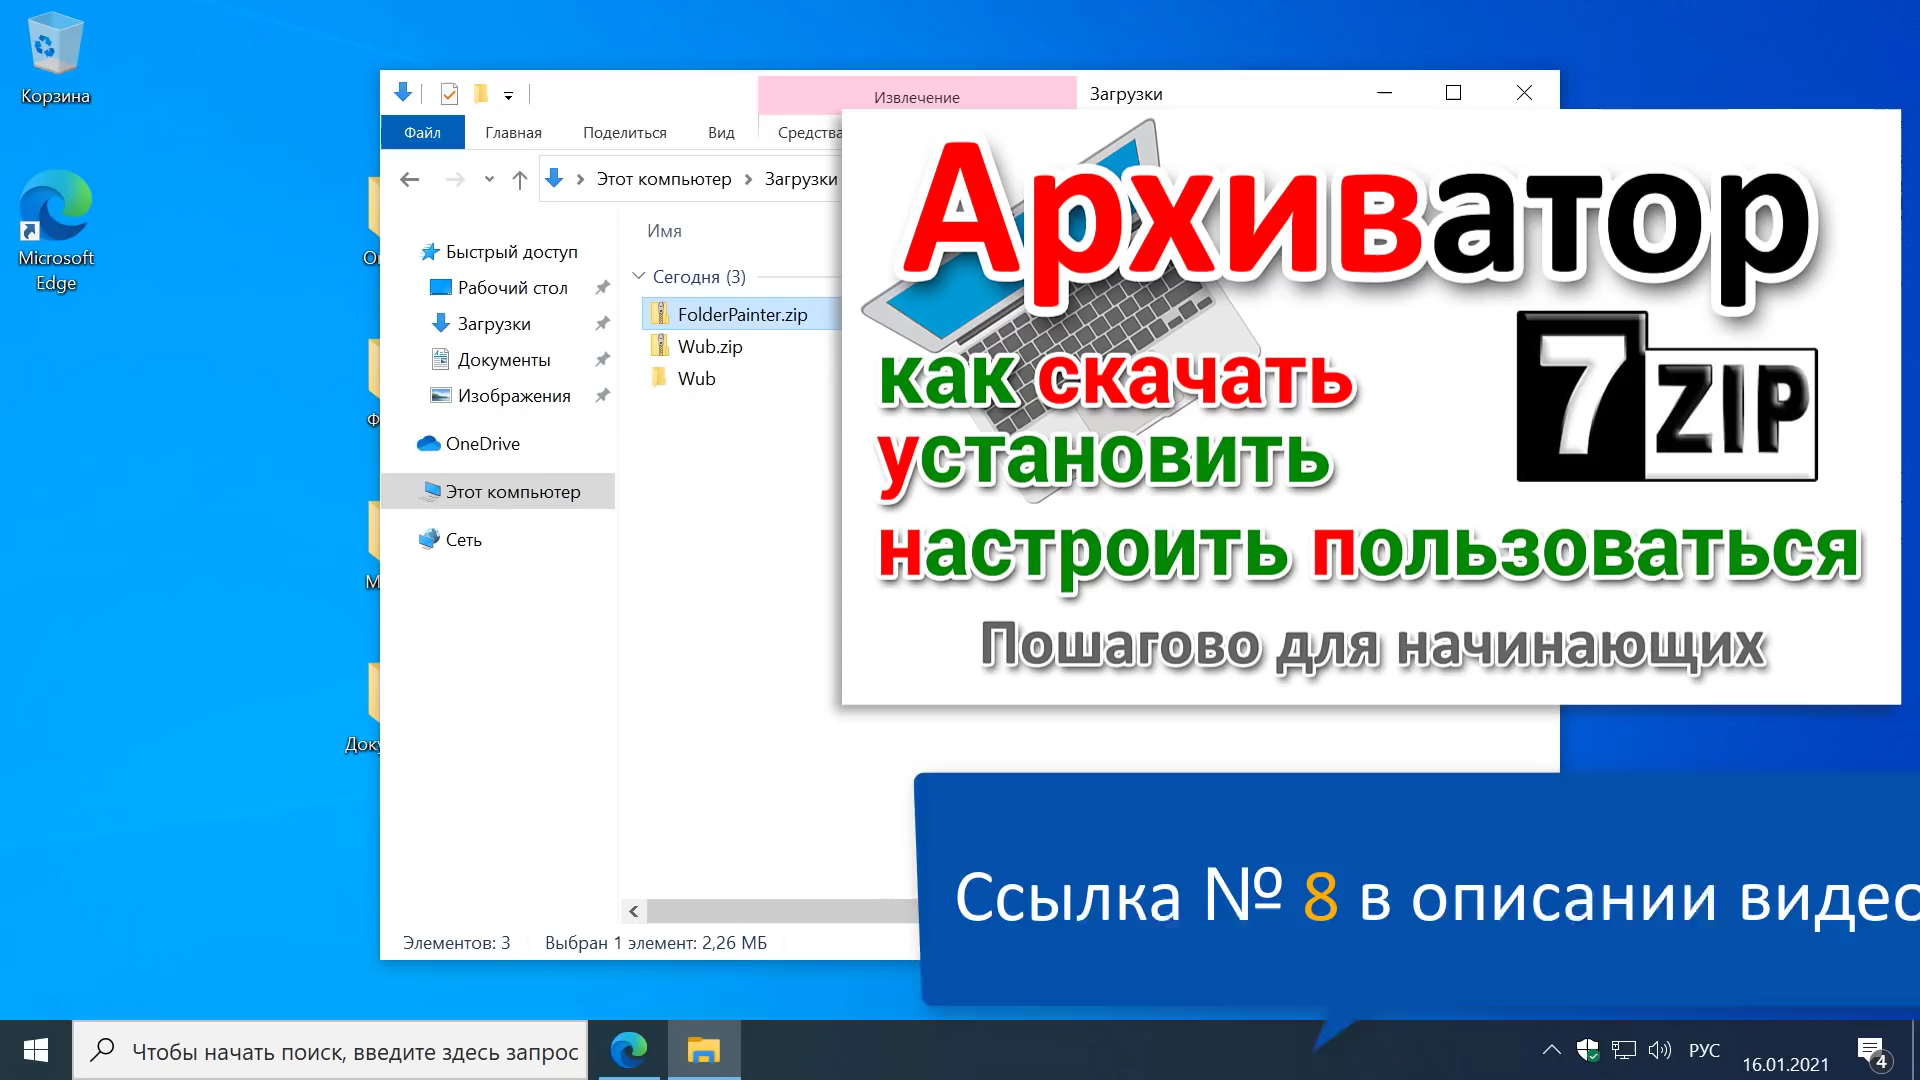 Корзина
Microsoft
Edge
Извлечение
Загрузки
Файл
Главная
Поделиться
Вид
Средства
Этот компьютер
Загрузки
Быстрый доступ
Рабочий стол
Загрузки
Документы
Изображения
OneDrive
Этот компьютер
Сеть
Имя
Сегодня (3)
FolderPainter.zip
Wub.zip
Wub
Элементов: 3
Выбран 1 элемент: 2,26 МБ
Архиватор
как скачать
установить
настроить пользоваться
Пошагово для начинающих
7ZIP
Ссылка № 8 в описании видео
Чтобы начать поиск, введите здесь запрос
РУС
16.01.2021
4